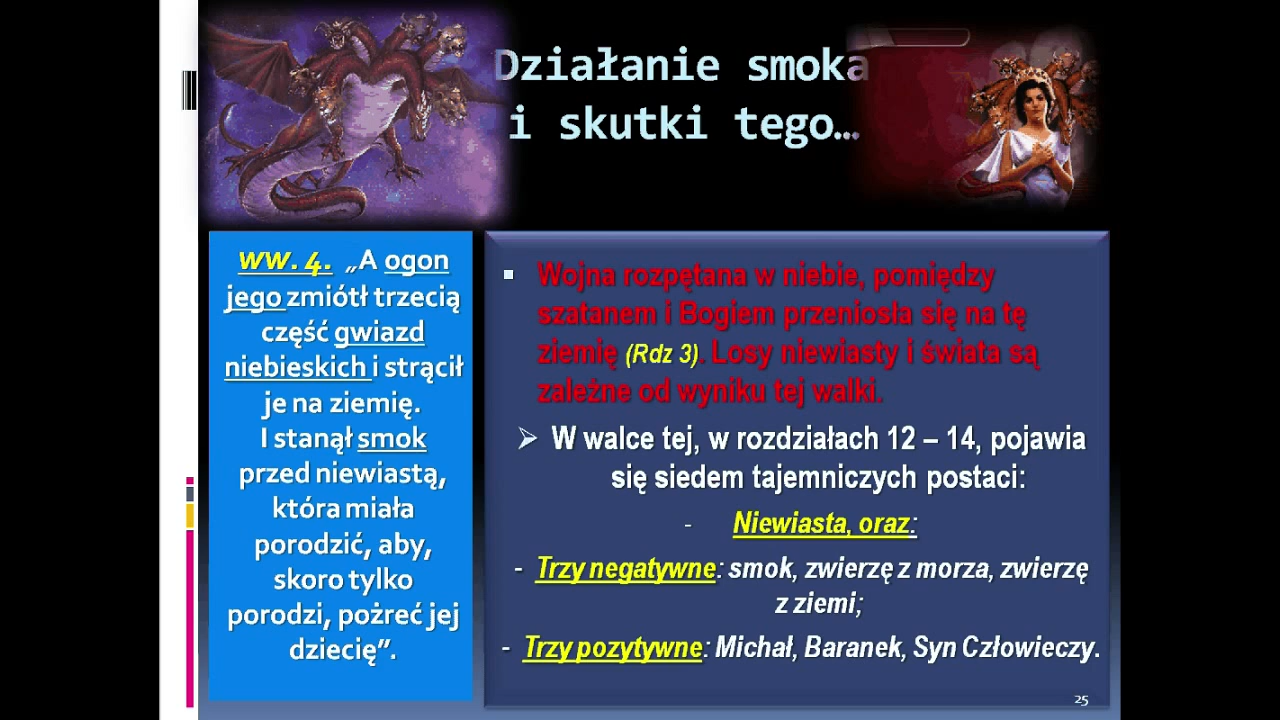 Działanie smoka
i skutki tego…
ww. 4. „A ogon
jego zmiótł trzecią
część gwiazd
niebieskich i strącił
je na ziemię.
I stanął smok
przed niewiastą,
która miała
porodzić, aby,
skoro tylko
porodzi, pożreć jej
dziecię”.
▪ Wojna rozpętana w niebie, pomiędzy
szatanem i Bogiem przeniosła się na tę
ziemię (Rdz 3). Losy niewiasty i świata są
zależne od wyniku tej walki.
➢ W walce tej, w rozdziałach 12 – 14, pojawia
się siedem tajemniczych postaci:
- Niewiasta, oraz:
- Trzy negatywne: smok, zwierzę z morza, zwierzę
z ziemi;
- Trzy pozytywne: Michał, Baranek, Syn Człowieczy.
25